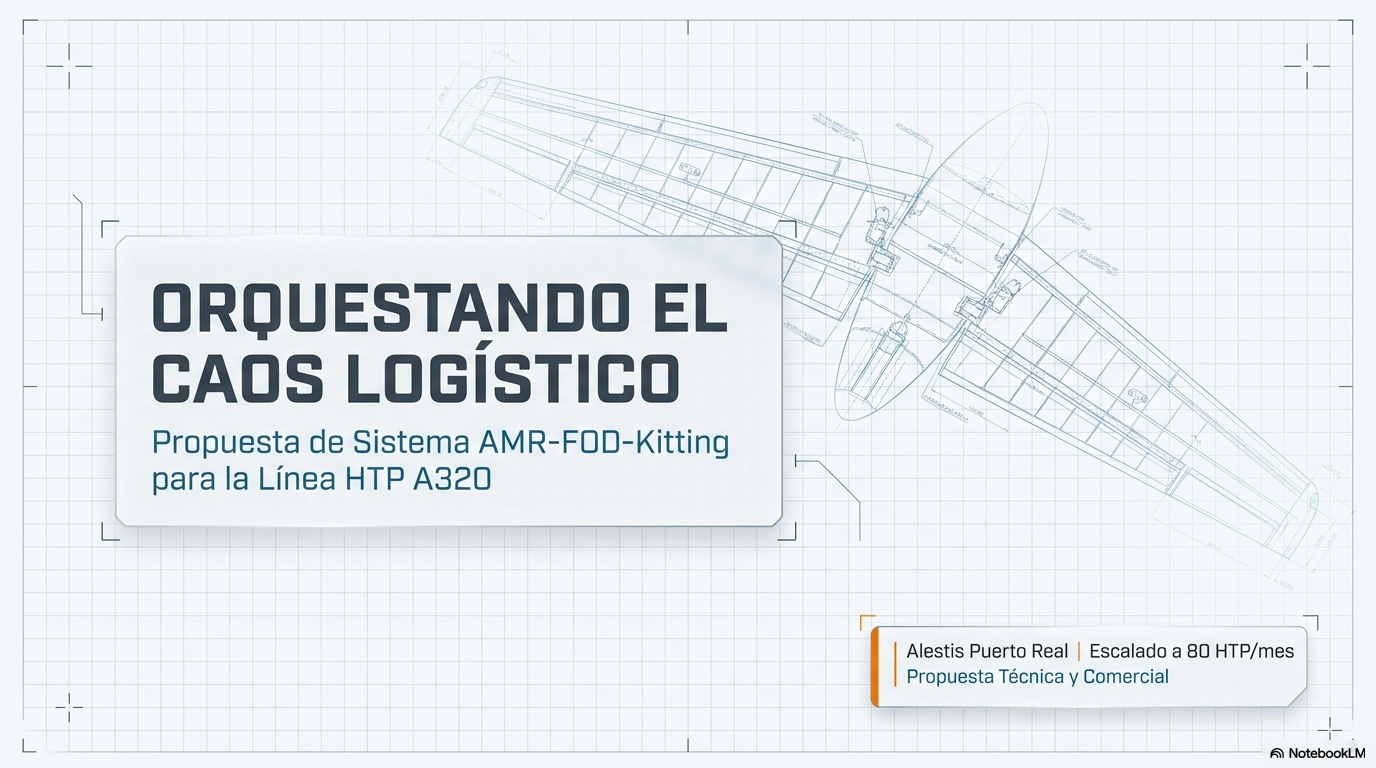 ORQUESTANDO EL
CAOS LOGÍSTICO
Propuesta de Sistema AMR-FOD-Kitting
para la Línea HTP A320
Alestis Puerto Real | Escalado a 80 HTP/mes
Propuesta Técnica y Comercial
NotebookLM